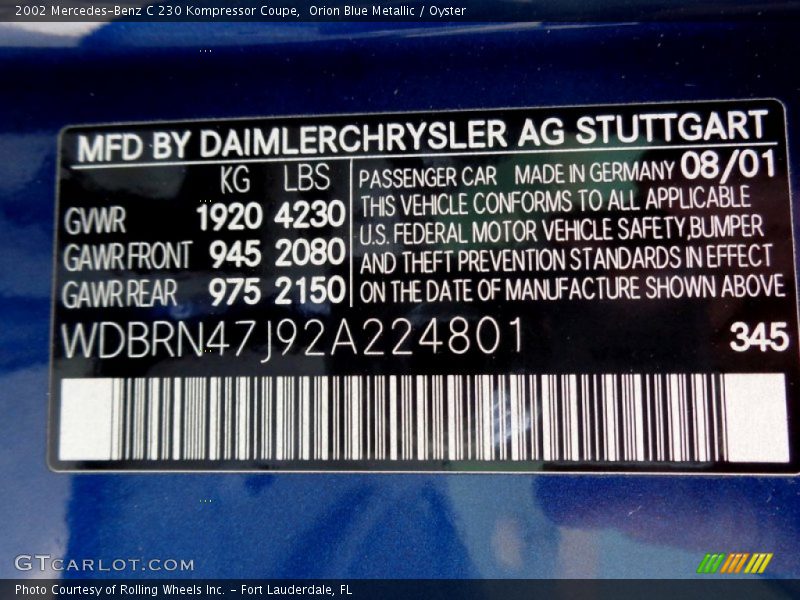 2002 Mercedes-Benz C 230 Kompressor Coupe,  Orion Blue Metallic / Oyster
MFD BY DAIMLERCHRYSLER AG STUTTGART
KG LBS
GVWR 1920 4230
GAWR FRONT 945 2080
GAWR REAR 975 2150
PASSENGER CAR MADE IN GERMANY 08/01
THIS VEHICLE CONFORMS TO ALL APPLICABLE
U.S. FEDERAL MOTOR VEHICLE SAFETY,BUMPER
AND THEFT PREVENTION STANDARDS IN EFFECT
ON THE DATE OF MANUFACTURE SHOWN ABOVE
WDBRN47J92A224801 345
GTCARLOT.COM
Photo Courtesy of Rolling Wheels Inc. – Fort Lauderdale, FL